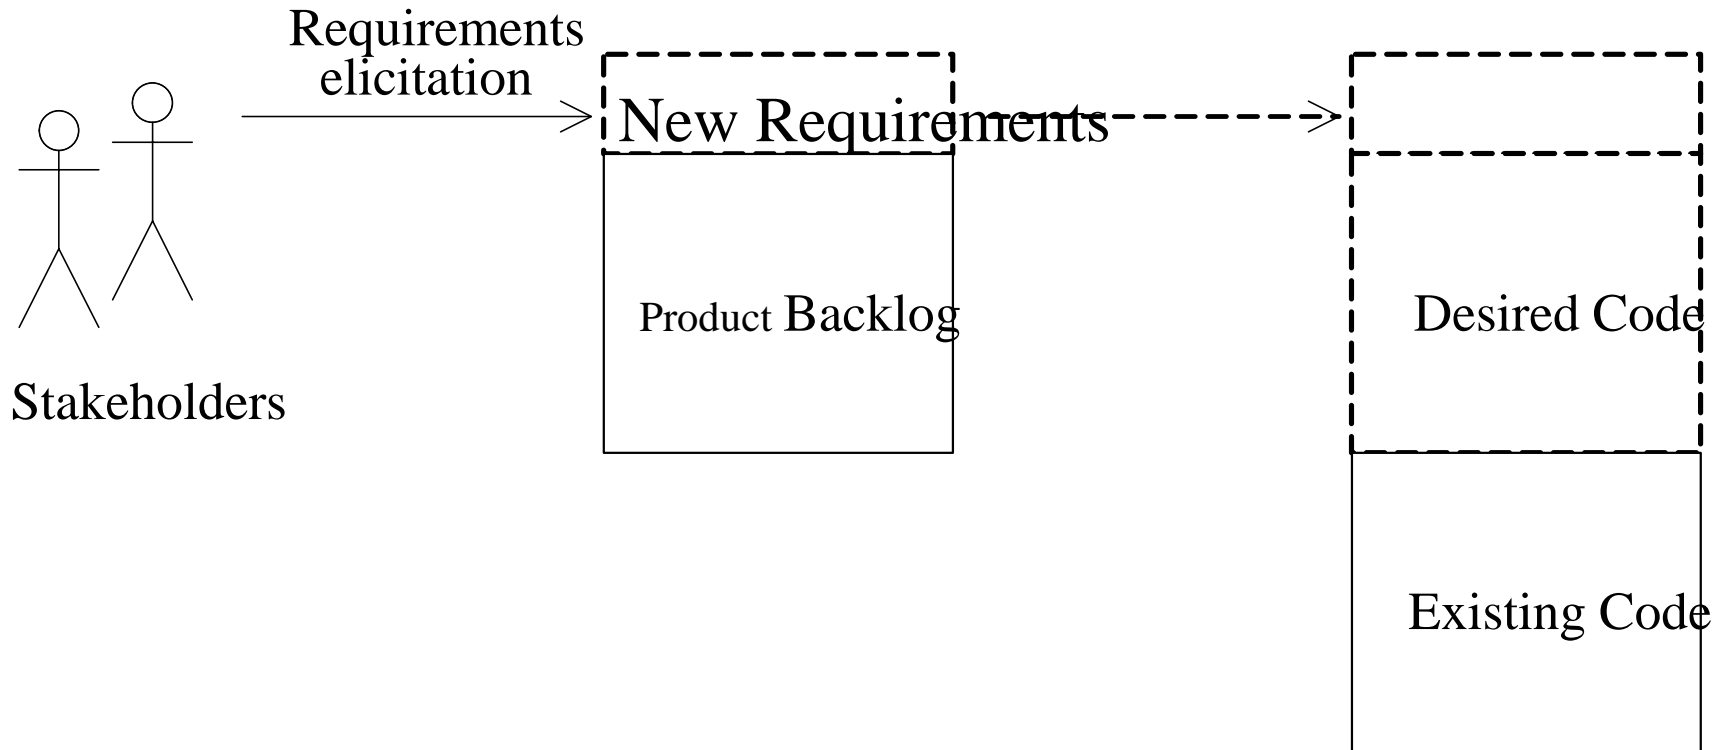 Requirements
elicitation
New Requirements
Product Backlog
Desired Code
Stakeholders
Existing Code